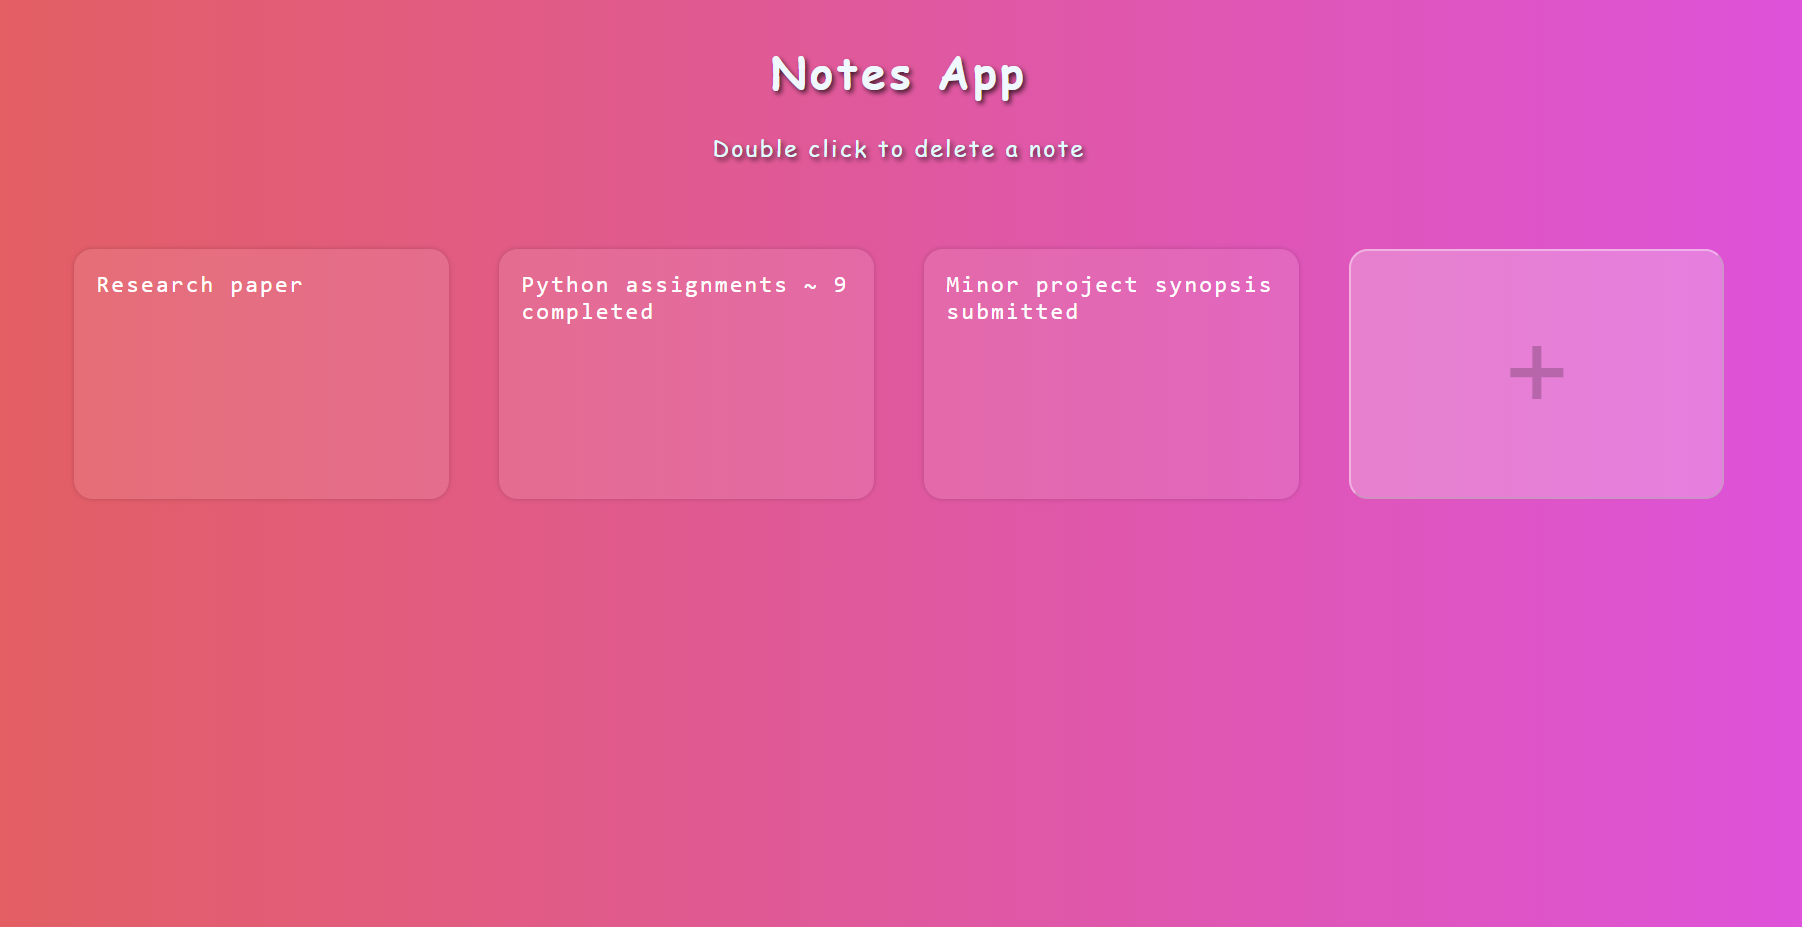 Notes App
Double click to delete a note
Research paper
Python assignments ~ 9
completed
Minor project synopsis
submitted
+